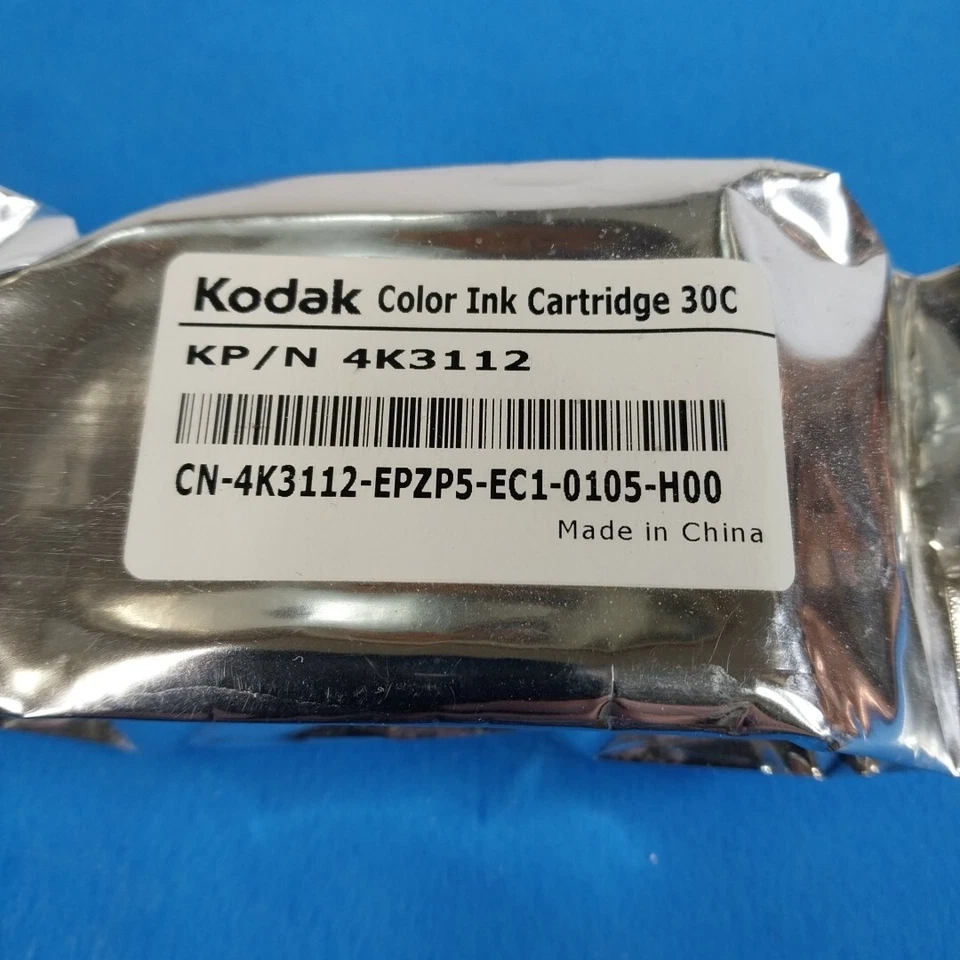 Kodak Color Ink Cartridge 30C
KP/N 4K3112
CN-4K3112-EPZP5-EC1-0105-H00
Made in China